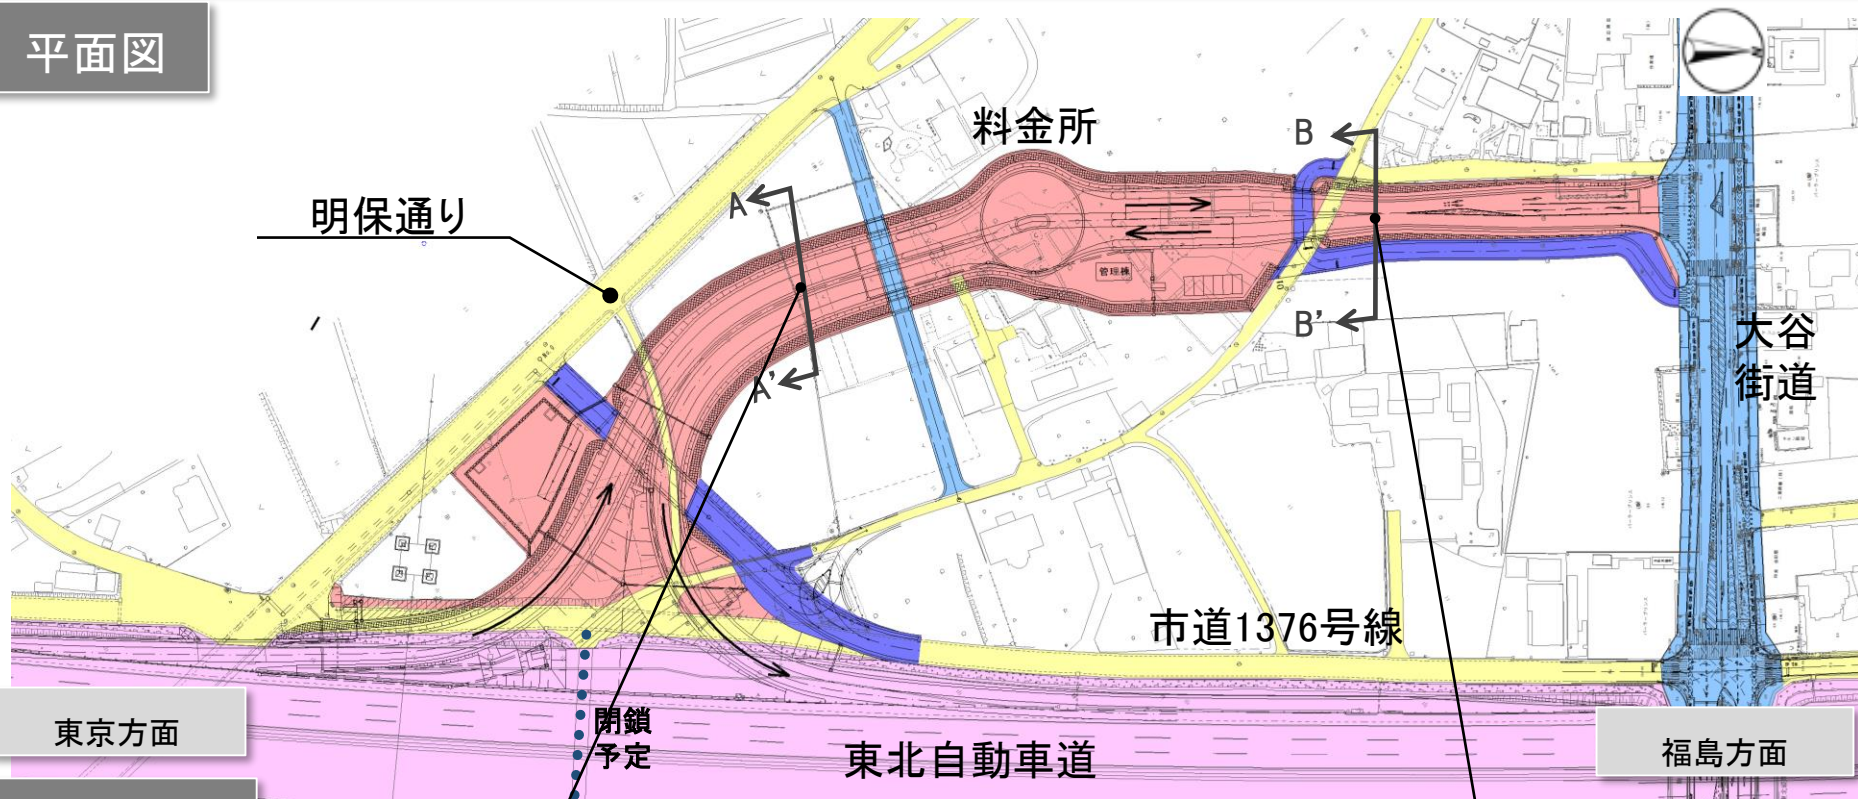 平面図
料金所
B
明保通り
A
管理棟
B'
大谷
街道
A'
市道1376号線
閉鎖
予定
東京方面
東北自動車道
福島方面